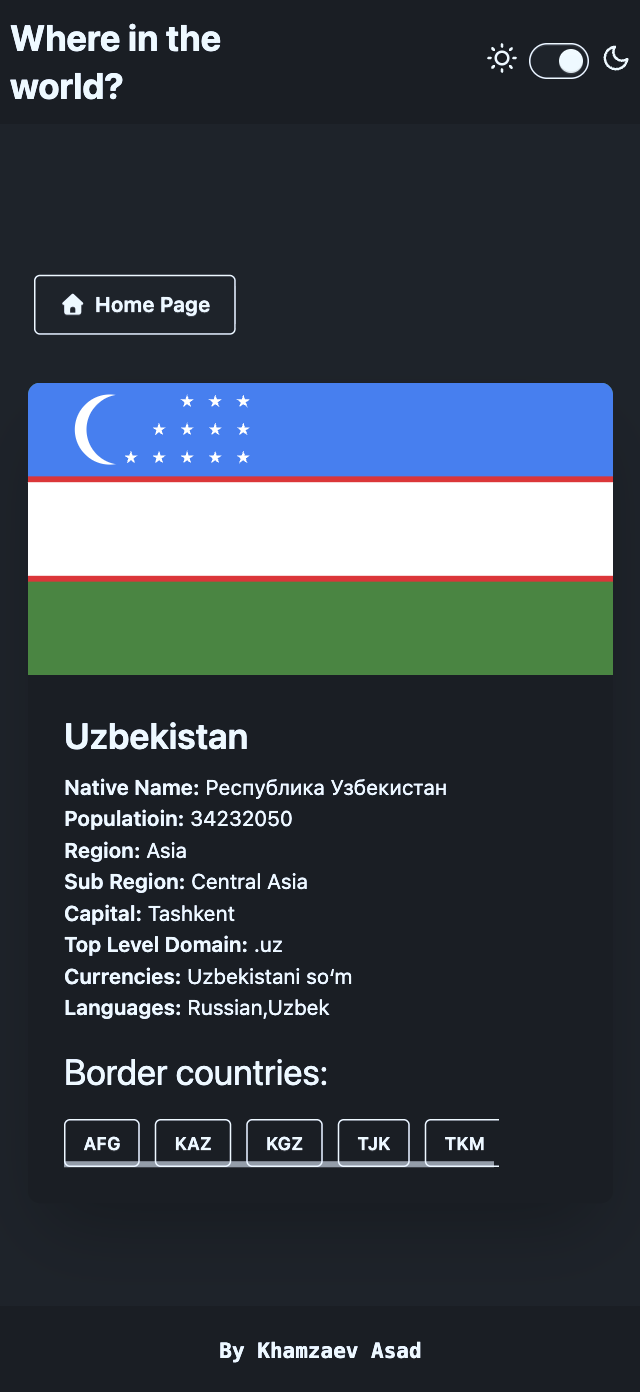 Where in the
world?
Home Page
Uzbekistan
Native Name: Республика Узбекистан
Populatioin: 34232050
Region: Asia
Sub Region: Central Asia
Capital: Tashkent
Top Level Domain: .uz
Currencies: Uzbekistani soʻm
Languages: Russian,Uzbek
Border countries:
AFG KAZ KGZ TJK TKM
By Khamzaev Asad